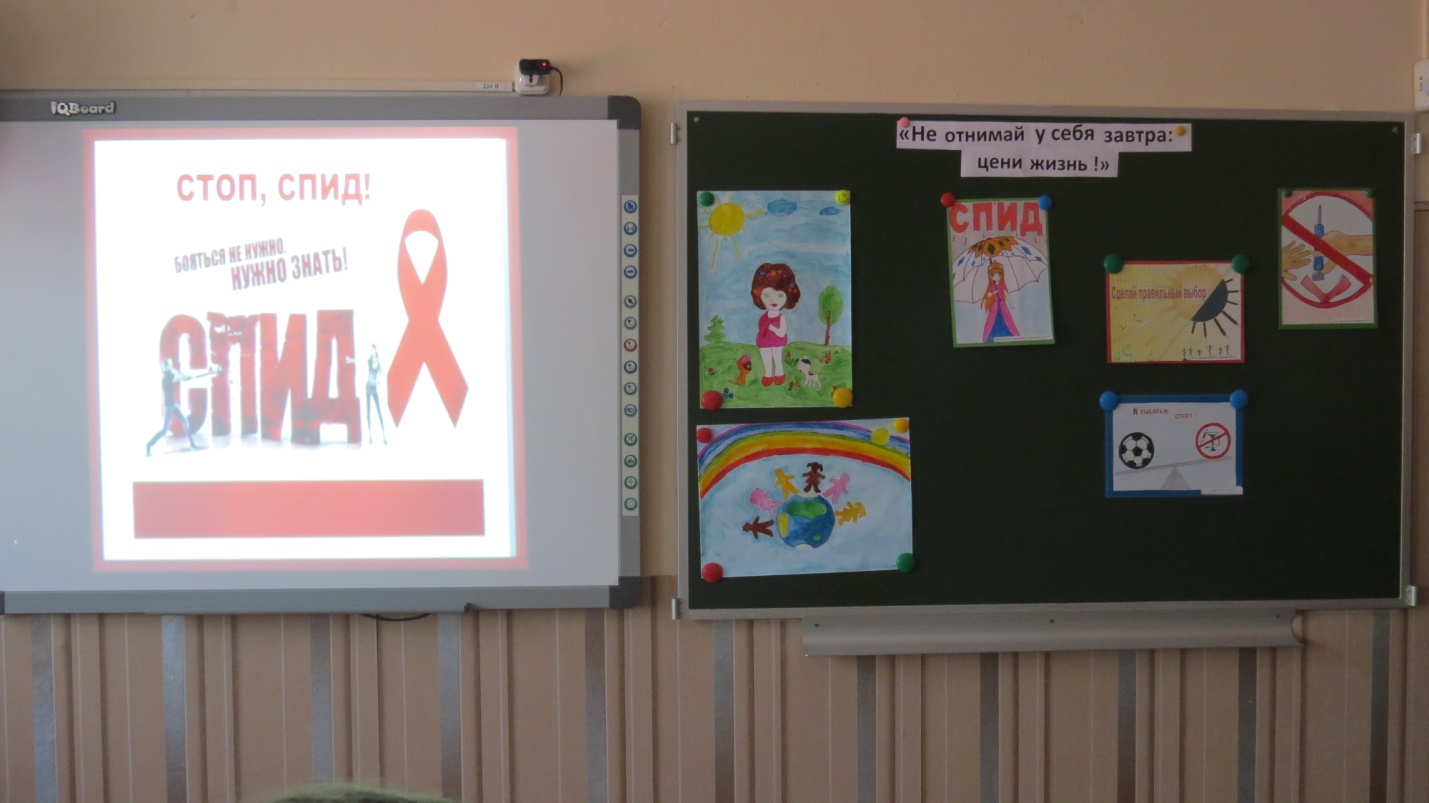 iQBoard
220 В
СТОП, СПИД!
БОЯТЬСЯ НЕ НУЖНО,
НУЖНО ЗНАТЬ!
СПИД
«Не отнимай у себя завтра:
цени жизнь !»
СПИД
Сделай правильный выбор
Я ВЫБИРАЮ СПОРТ !